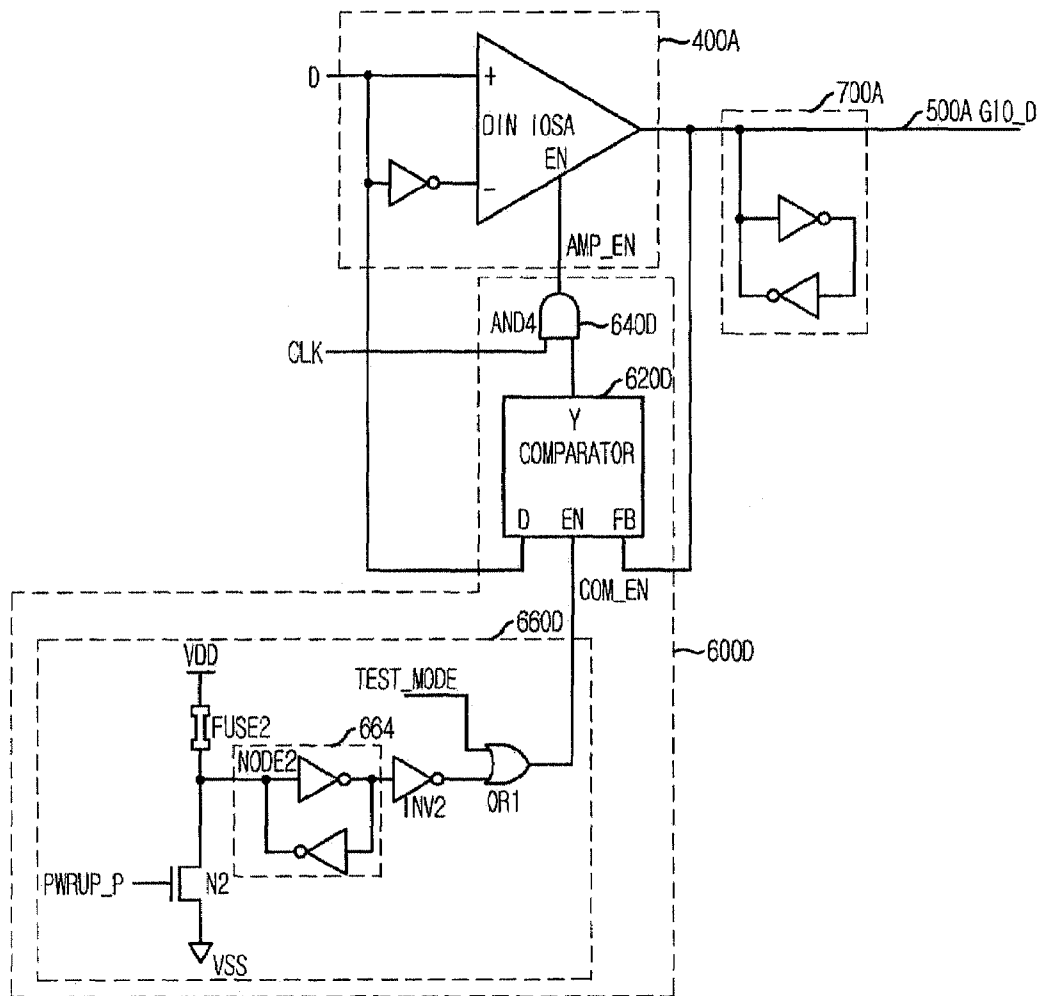 400A
D
+
DIN IOSA
EN
-
700A
500A GIO_D
AMP_EN
AND4
640D
CLK
620D
Y
COMPARATOR
D EN FB
COM_EN
660D
600D
VDD
TEST_MODE
FUSE2
664
NODE2
INV2
OR1
PWRUP_P
N2
VSS